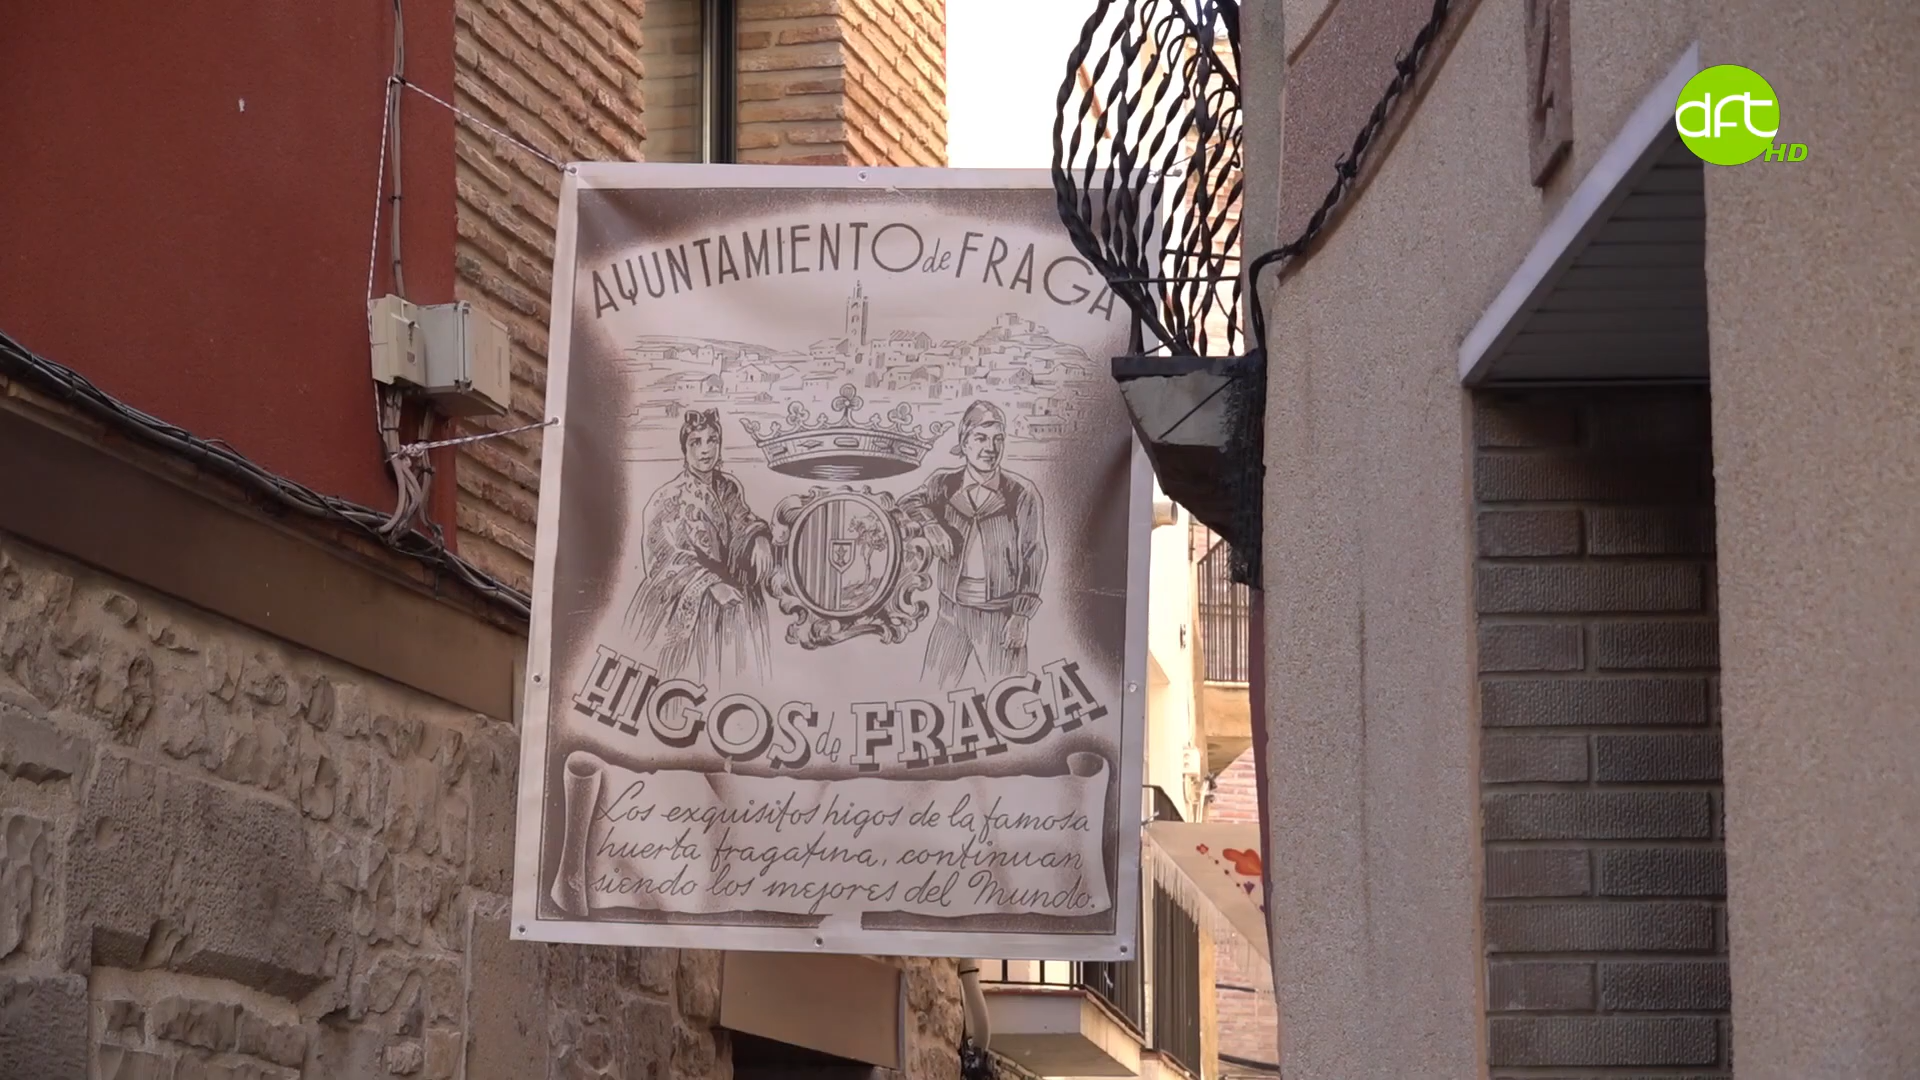 dft
HD
AYUNTAMIENTO de FRAGA
HIGOS de FRAGA
Los exquisitos higos de la famosa
huerta fragatina, continuan
siendo los mejores del Mundo.